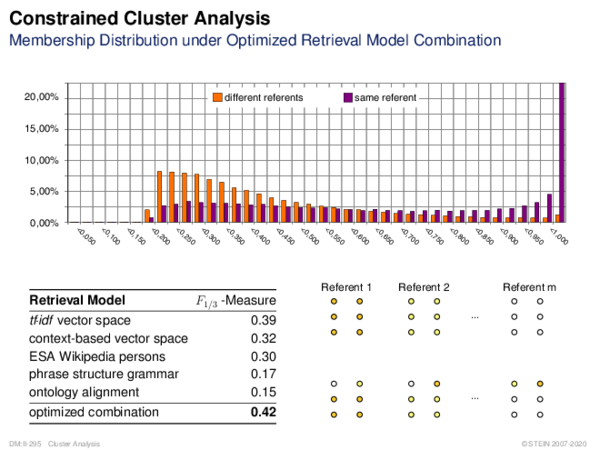 Constrained Cluster Analysis
Membership Distribution under Optimized Retrieval Model Combination
20,00%
15,00%
10,00%
5,00%
0,00%
different referents
same referent
<0,050
<0,100
<0,150
<0,200
<0,250
<0,300
<0,350
<0,400
<0,450
<0,500
<0,550
<0,600
<0,650
<0,700
<0,750
<0,800
<0,850
<0,900
<0,950
<1,000
Retrieval Model F1/3 -Measure
tf·idf vector space 0.39
context-based vector space 0.32
ESA Wikipedia persons 0.30
phrase structure grammar 0.17
ontology alignment 0.15
optimized combination 0.42
Referent 1 Referent 2 Referent m
...
...
DM:II-295 Cluster Analysis ©STEIN 2007-2020